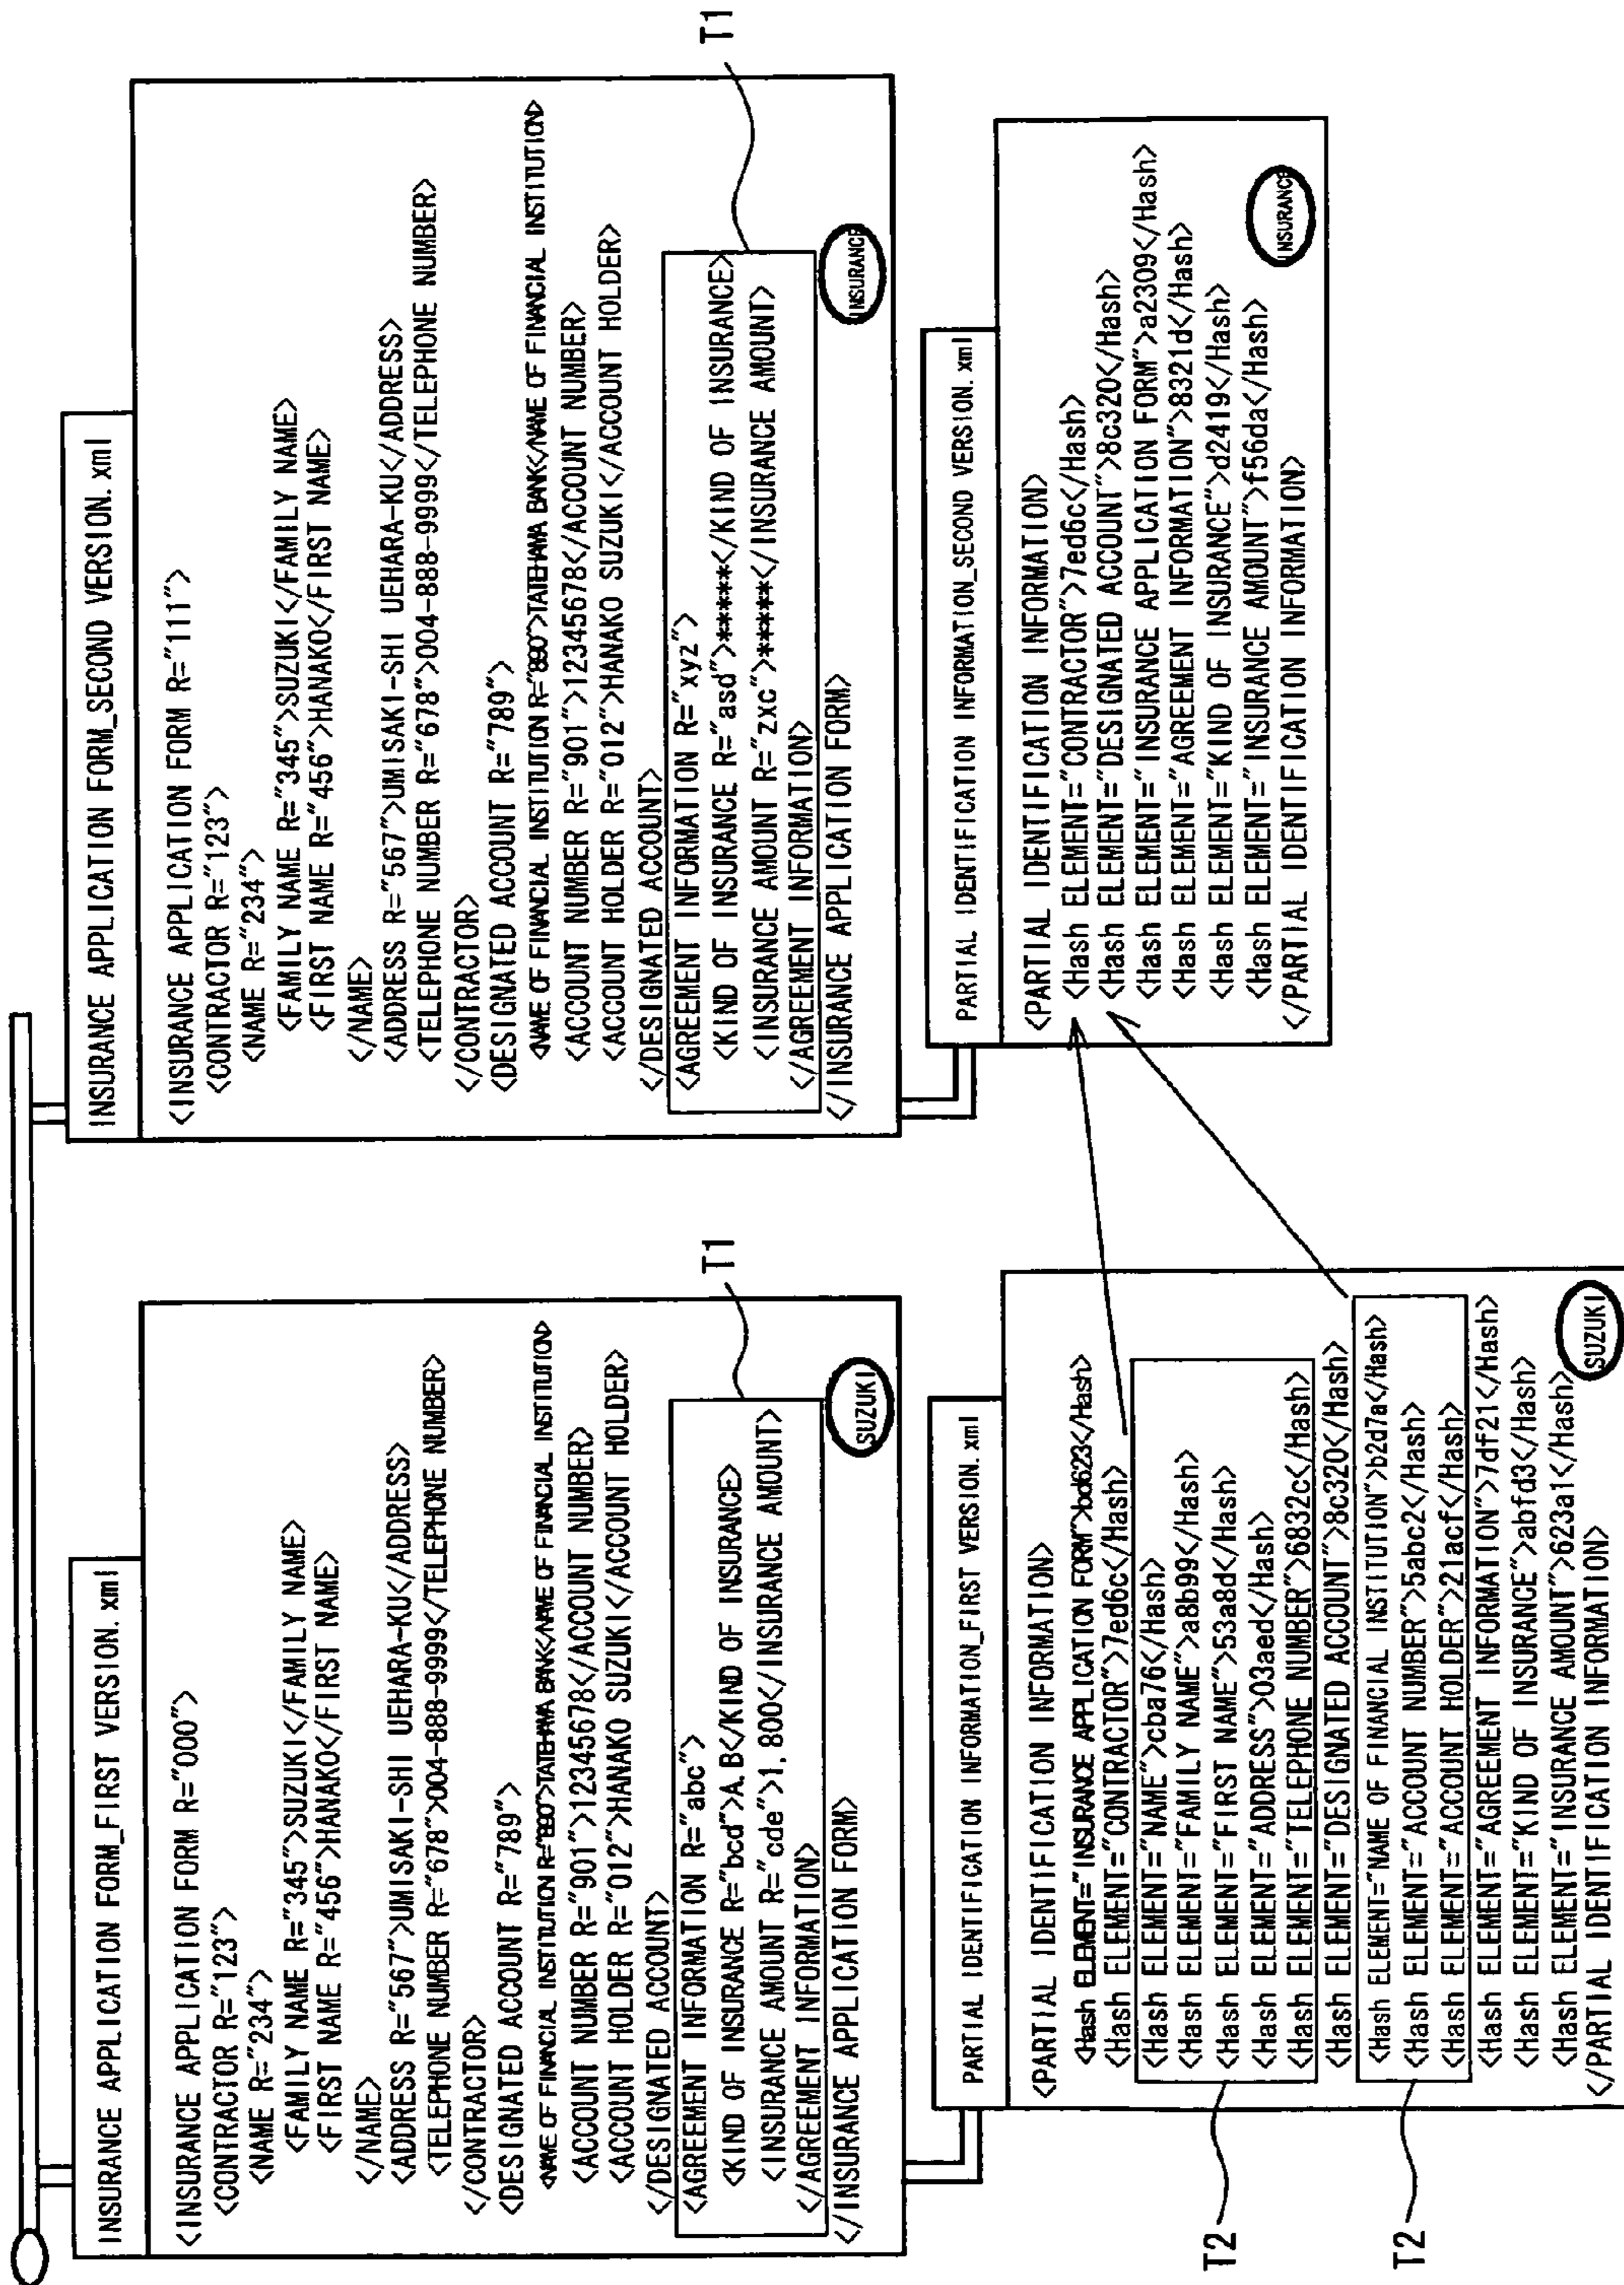 INSURANCE APPLICATION FORM_FIRST VERSION.xml
<INSURANCE APPLICATION FORM R="000">
<CONTRACTOR R="123">
<NAME R="234">
<FAMILY NAME R="345">SUZUKI</FAMILY NAME>
<FIRST NAME R="456">HANAKO</FIRST NAME>
</NAME>
<ADDRESS R="567">UMISAKI-SHI UEHARA-KU</ADDRESS>
<TELEPHONE NUMBER R="678">004-888-9999</TELEPHONE NUMBER>
</CONTRACTOR>
<DESIGNATED ACCOUNT R="789">
<NAME OF FINANCIAL INSTITUTION R="890">TATEHAMA BANK</NAME OF FINANCIAL INSTITUTION>
<ACCOUNT NUMBER R="901">12345678</ACCOUNT NUMBER>
<ACCOUNT HOLDER R="012">HANAKO SUZUKI</ACCOUNT HOLDER>
</DESIGNATED ACCOUNT>
<AGREEMENT INFORMATION R="abc">
<KIND OF INSURANCE R="bcd">A, B</KIND OF INSURANCE>
<INSURANCE AMOUNT R="cde">1,800</INSURANCE AMOUNT>
</AGREEMENT INFORMATION>
</INSURANCE APPLICATION FORM>
SUZUKI
T1
INSURANCE APPLICATION FORM_SECOND VERSION.xml
<INSURANCE APPLICATION FORM R="111">
<CONTRACTOR R="123">
<NAME R="234">
<FAMILY NAME R="345">SUZUKI</FAMILY NAME>
<FIRST NAME R="456">HANAKO</FIRST NAME>
</NAME>
<ADDRESS R="567">UMISAKI-SHI UEHARA-KU</ADDRESS>
<TELEPHONE NUMBER R="678">004-888-9999</TELEPHONE NUMBER>
</CONTRACTOR>
<DESIGNATED ACCOUNT R="789">
<NAME OF FINANCIAL INSTITUTION R="890">TATEHAMA BANK</NAME OF FINANCIAL INSTITUTION>
<ACCOUNT NUMBER R="901">12345678</ACCOUNT NUMBER>
<ACCOUNT HOLDER R="012">HANAKO SUZUKI</ACCOUNT HOLDER>
</DESIGNATED ACCOUNT>
<AGREEMENT INFORMATION R="xyz">
<KIND OF INSURANCE R="asd">*****</KIND OF INSURANCE>
<INSURANCE AMOUNT R="zxc">*****</INSURANCE AMOUNT>
</AGREEMENT INFORMATION>
</INSURANCE APPLICATION FORM>
INSURANCE
T1
PARTIAL IDENTIFICATION INFORMATION_FIRST VERSION.xml
<PARTIAL IDENTIFICATION INFORMATION>
<Hash ELEMENT="INSURANCE APPLICATION FORM">bd623</Hash>
<Hash ELEMENT="CONTRACTOR">7ed6c</Hash>
<Hash ELEMENT="NAME">cba76</Hash>
<Hash ELEMENT="FAMILY NAME">a8b99</Hash>
<Hash ELEMENT="FIRST NAME">53a8d</Hash>
<Hash ELEMENT="ADDRESS">03aed</Hash>
<Hash ELEMENT="TELEPHONE NUMBER">6832c</Hash>
<Hash ELEMENT="DESIGNATED ACCOUNT">8c320</Hash>
<Hash ELEMENT="NAME OF FINANCIAL INSTITUTION">b2d7a</Hash>
<Hash ELEMENT="ACCOUNT NUMBER">5abc2</Hash>
<Hash ELEMENT="ACCOUNT HOLDER">21acf</Hash>
<Hash ELEMENT="AGREEMENT INFORMATION">7df21</Hash>
<Hash ELEMENT="KIND OF INSURANCE">abfd3</Hash>
<Hash ELEMENT="INSURANCE AMOUNT">623a1</Hash>
</PARTIAL IDENTIFICATION INFORMATION>
SUZUKI
T2
T2
PARTIAL IDENTIFICATION INFORMATION_SECOND VERSION.xml
<PARTIAL IDENTIFICATION INFORMATION>
<Hash ELEMENT="CONTRACTOR">7ed6c</Hash>
<Hash ELEMENT="DESIGNATED ACCOUNT">8c320</Hash>
<Hash ELEMENT="INSURANCE APPLICATION FORM">a2309</Hash>
<Hash ELEMENT="AGREEMENT INFORMATION">8321d</Hash>
<Hash ELEMENT="KIND OF INSURANCE">d2419</Hash>
<Hash ELEMENT="INSURANCE AMOUNT">f56da</Hash>
</PARTIAL IDENTIFICATION INFORMATION>
INSURANCE